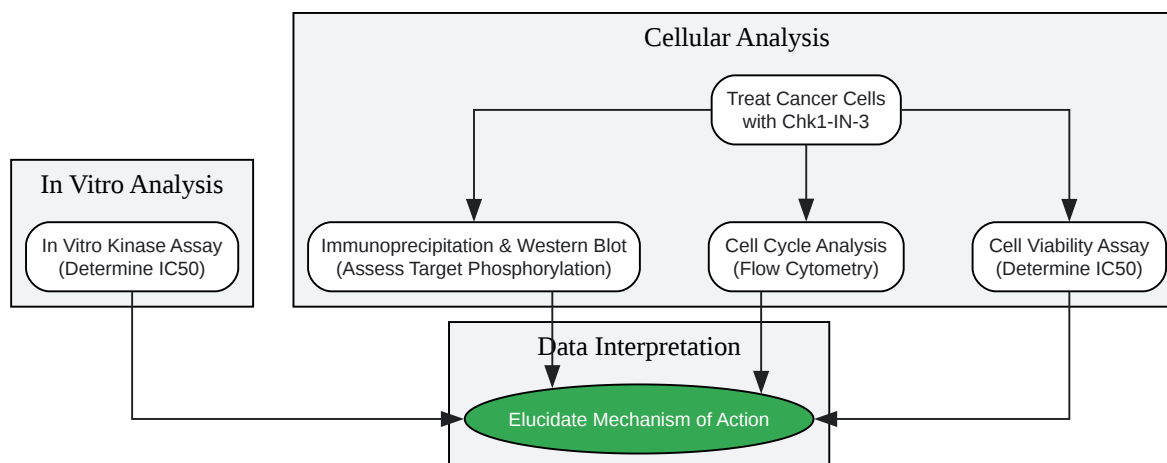 Cellular Analysis
Treat Cancer Cells
with Chk1-IN-3
In Vitro Analysis
In Vitro Kinase Assay
(Determine IC50)
Immunoprecipitation & Western Blot
(Assess Target Phosphorylation)
Cell Cycle Analysis
(Flow Cytometry)
Cell Viability Assay
(Determine IC50)
Data Interpretation
Elucidate Mechanism of Action